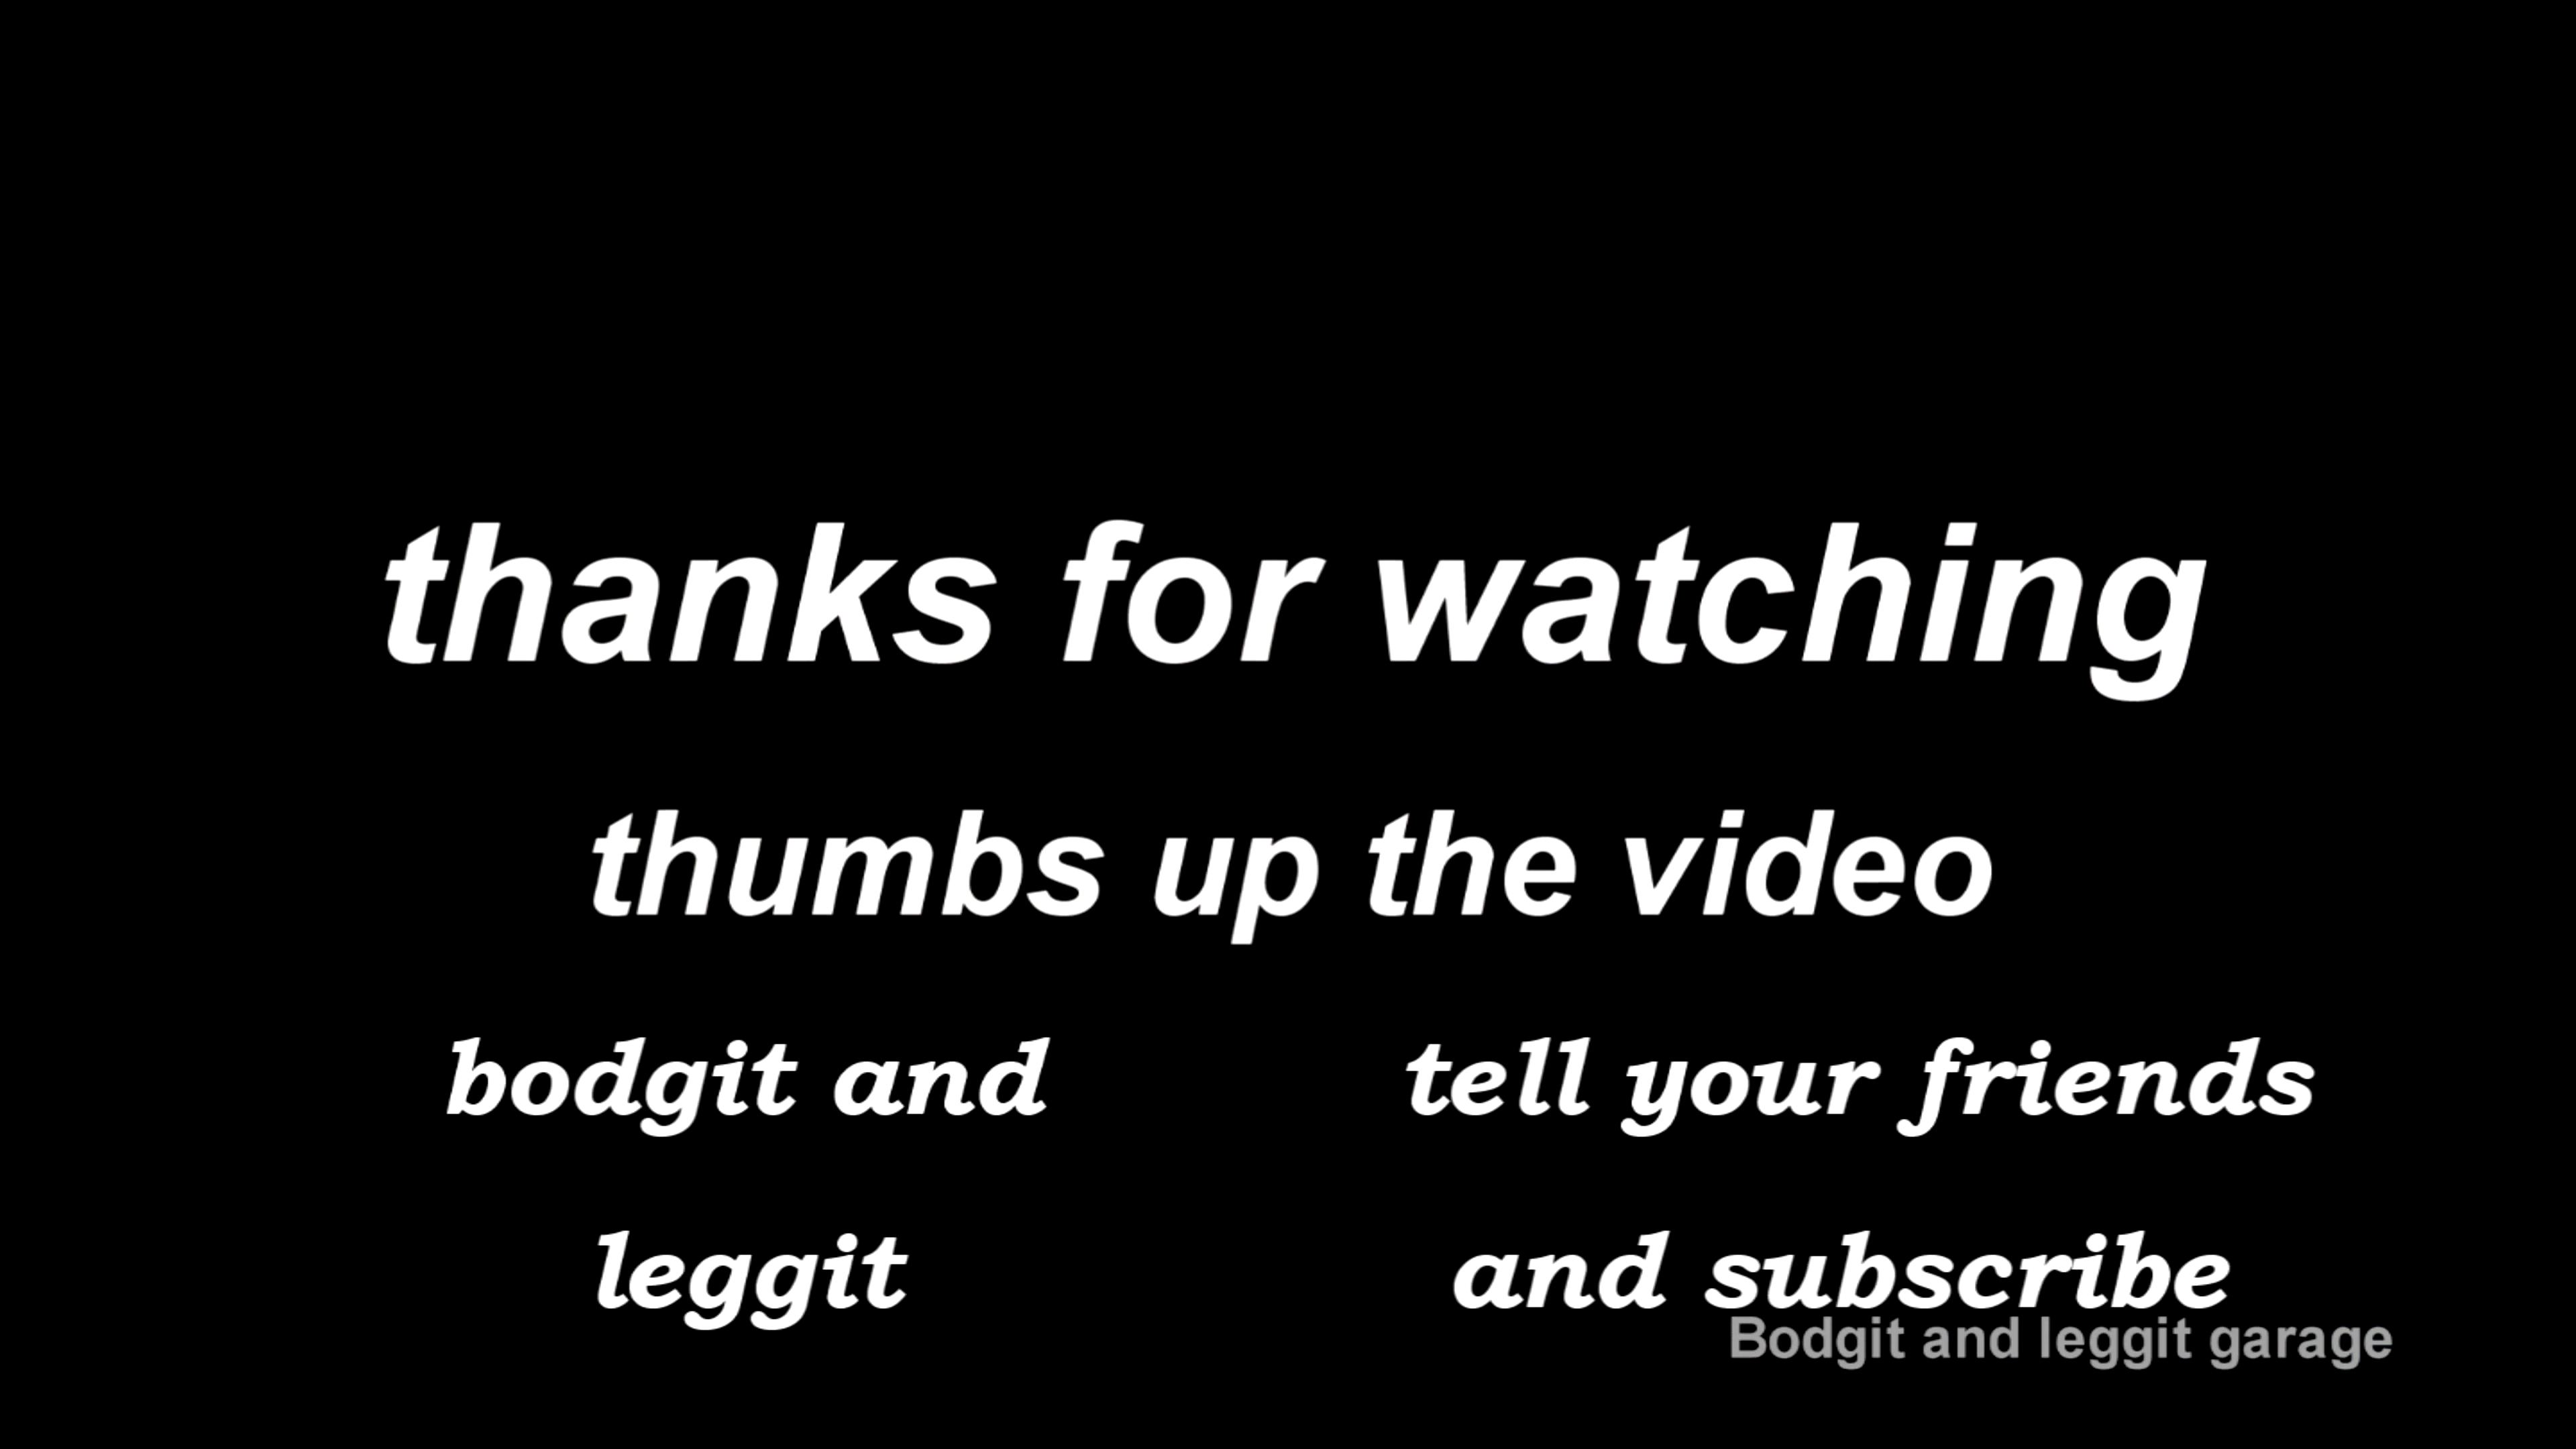 thanks for watching
thumbs up the video
bodgit and
leggit
tell your friends
and subscribe
Bodgit and leggit garage